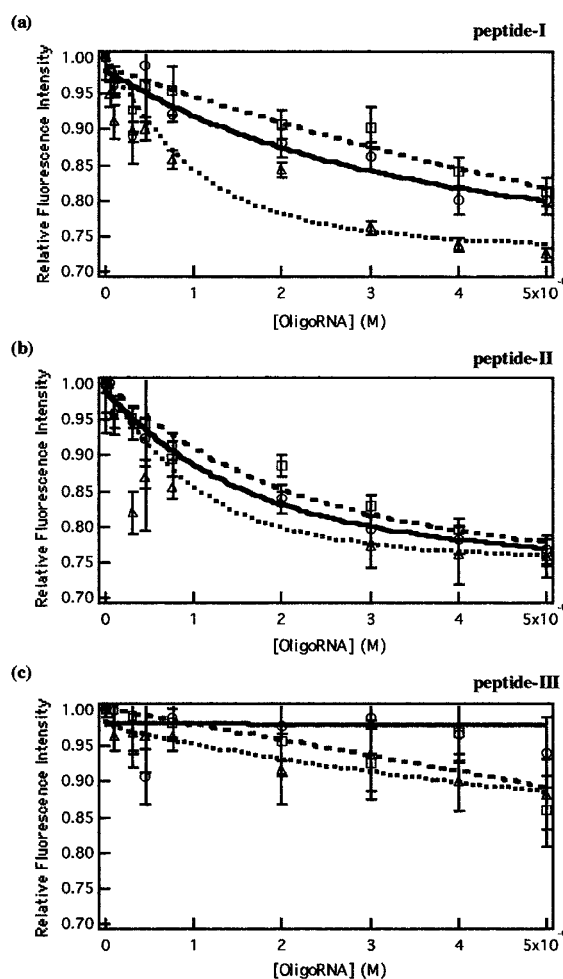 (a)
peptide-I
Relative Fluorescence Intensity
1.00
0.95
0.90
0.85
0.80
0.75
0.70
0 1 2 3 4 5x10
[OligoRNA] (M)
(b)
peptide-II
Relative Fluorescence Intensity
1.00
0.95
0.90
0.85
0.80
0.75
0.70
0 1 2 3 4 5x10
[OligoRNA] (M)
(c)
peptide-III
Relative Fluorescence Intensity
1.00
0.95
0.90
0.85
0.80
0.75
0.70
0 1 2 3 4 5x10
[OligoRNA] (M)